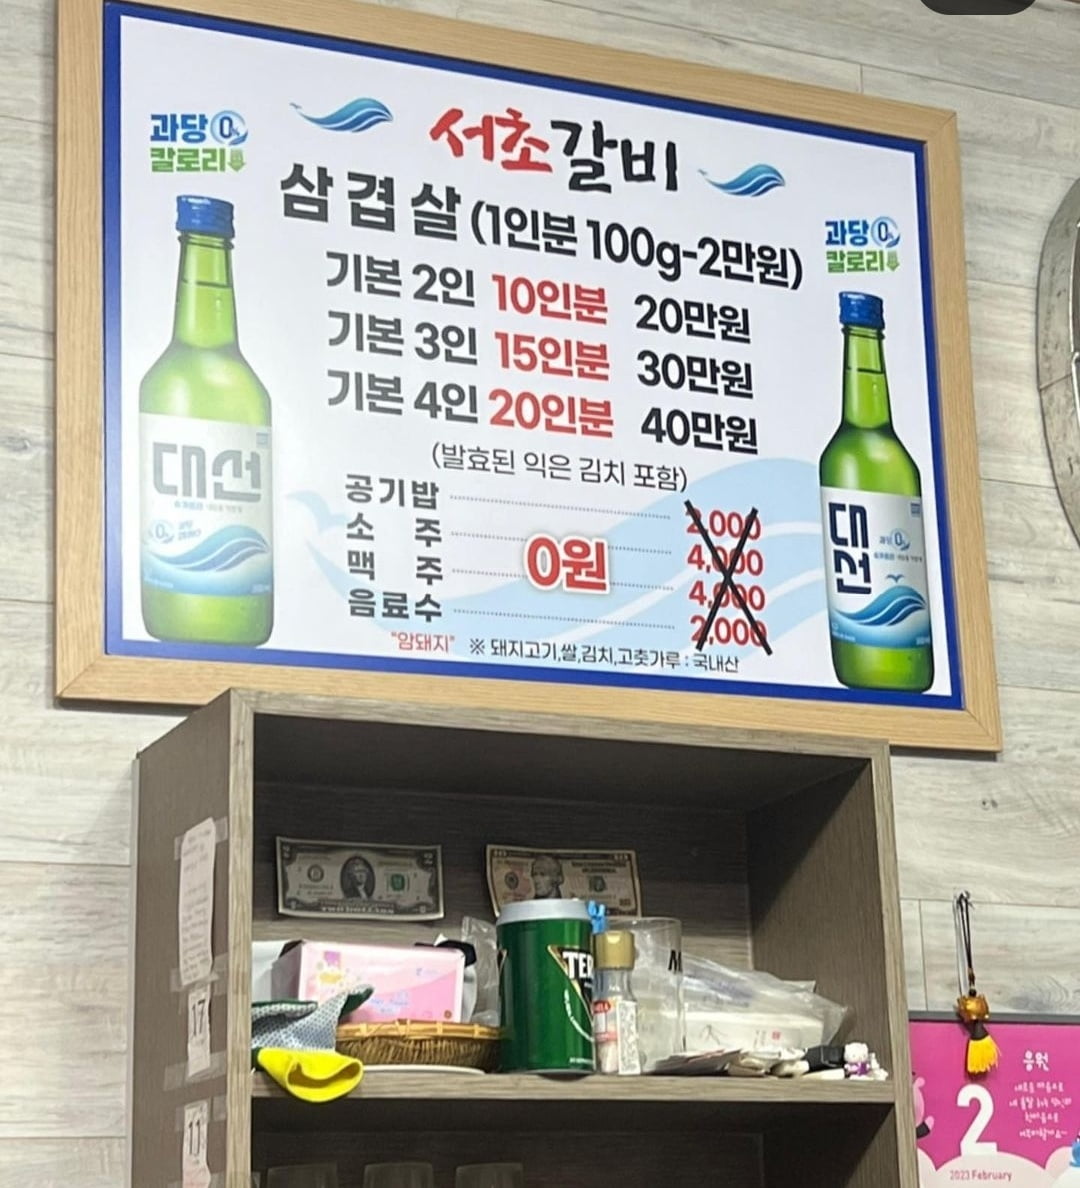 서초갈비
과당 0%
칼로리
삼겹살 (1인분 100g-2만원)
과당 0%
칼로리
기본 2인 10인분 20만원
기본 3인 15인분 30만원
기본 4인 20인분 40만원
(발효된 익은 김치 포함)
공기밥 2,000
소주 4,000
맥주 4,000
음료수 2,000
0원
"암돼지" ※ 돼지고기,쌀,김치,고춧가루 : 국내산
대선
대선
TWO DOLLARS
TER
17
11
응원
2
2023 February